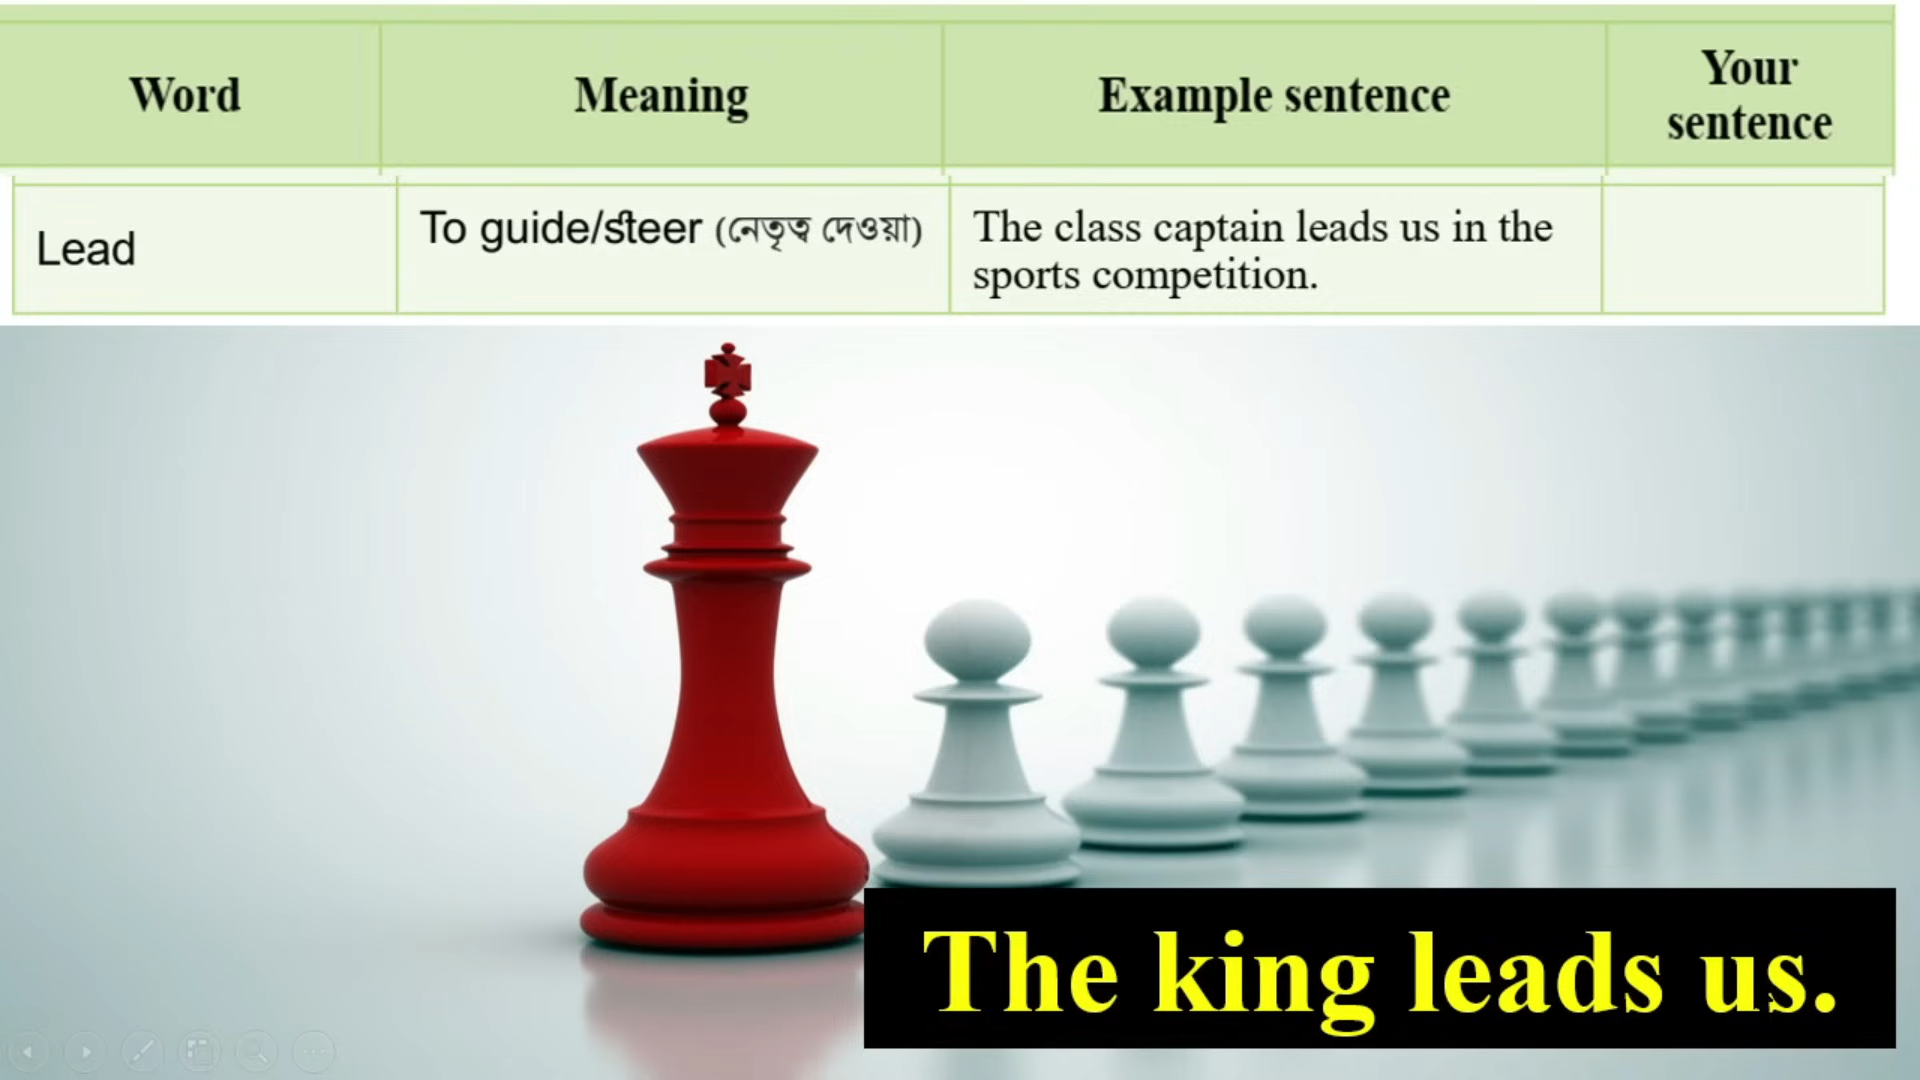 Word
Meaning
Example sentence
Your
sentence
Lead
To guide/steer (নেতৃত্ব দেওয়া)
The class captain leads us in the
sports competition.
The king leads us.